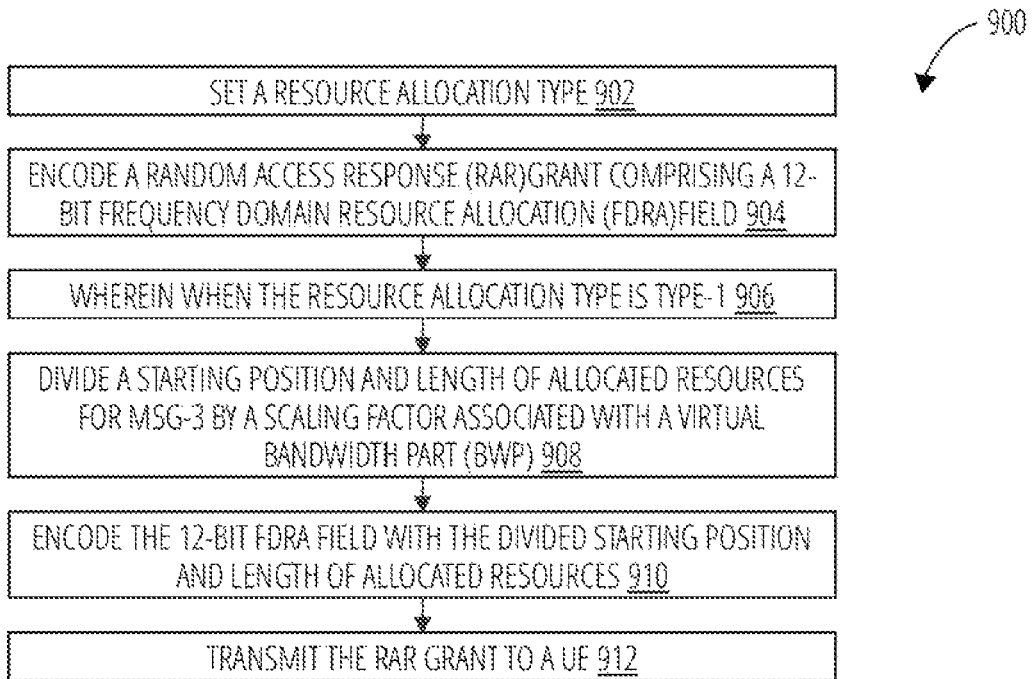 900
SET A RESOURCE ALLOCATION TYPE 902
ENCODE A RANDOM ACCESS RESPONSE (RAR)GRANT COMPRISING A 12-
BIT FREQUENCY DOMAIN RESOURCE ALLOCATION (FDRA)FIELD 904
WHEREIN WHEN THE RESOURCE ALLOCATION TYPE IS TYPE-1 906
DIVIDE A STARTING POSITION AND LENGTH OF ALLOCATED RESOURCES
FOR MSG-3 BY A SCALING FACTOR ASSOCIATED WITH A VIRTUAL
BANDWIDTH PART (BWP) 908
ENCODE THE 12-BIT FDRA FIELD WITH THE DIVIDED STARTING POSITION
AND LENGTH OF ALLOCATED RESOURCES 910
TRANSMIT THE RAR GRANT TO A UE 912